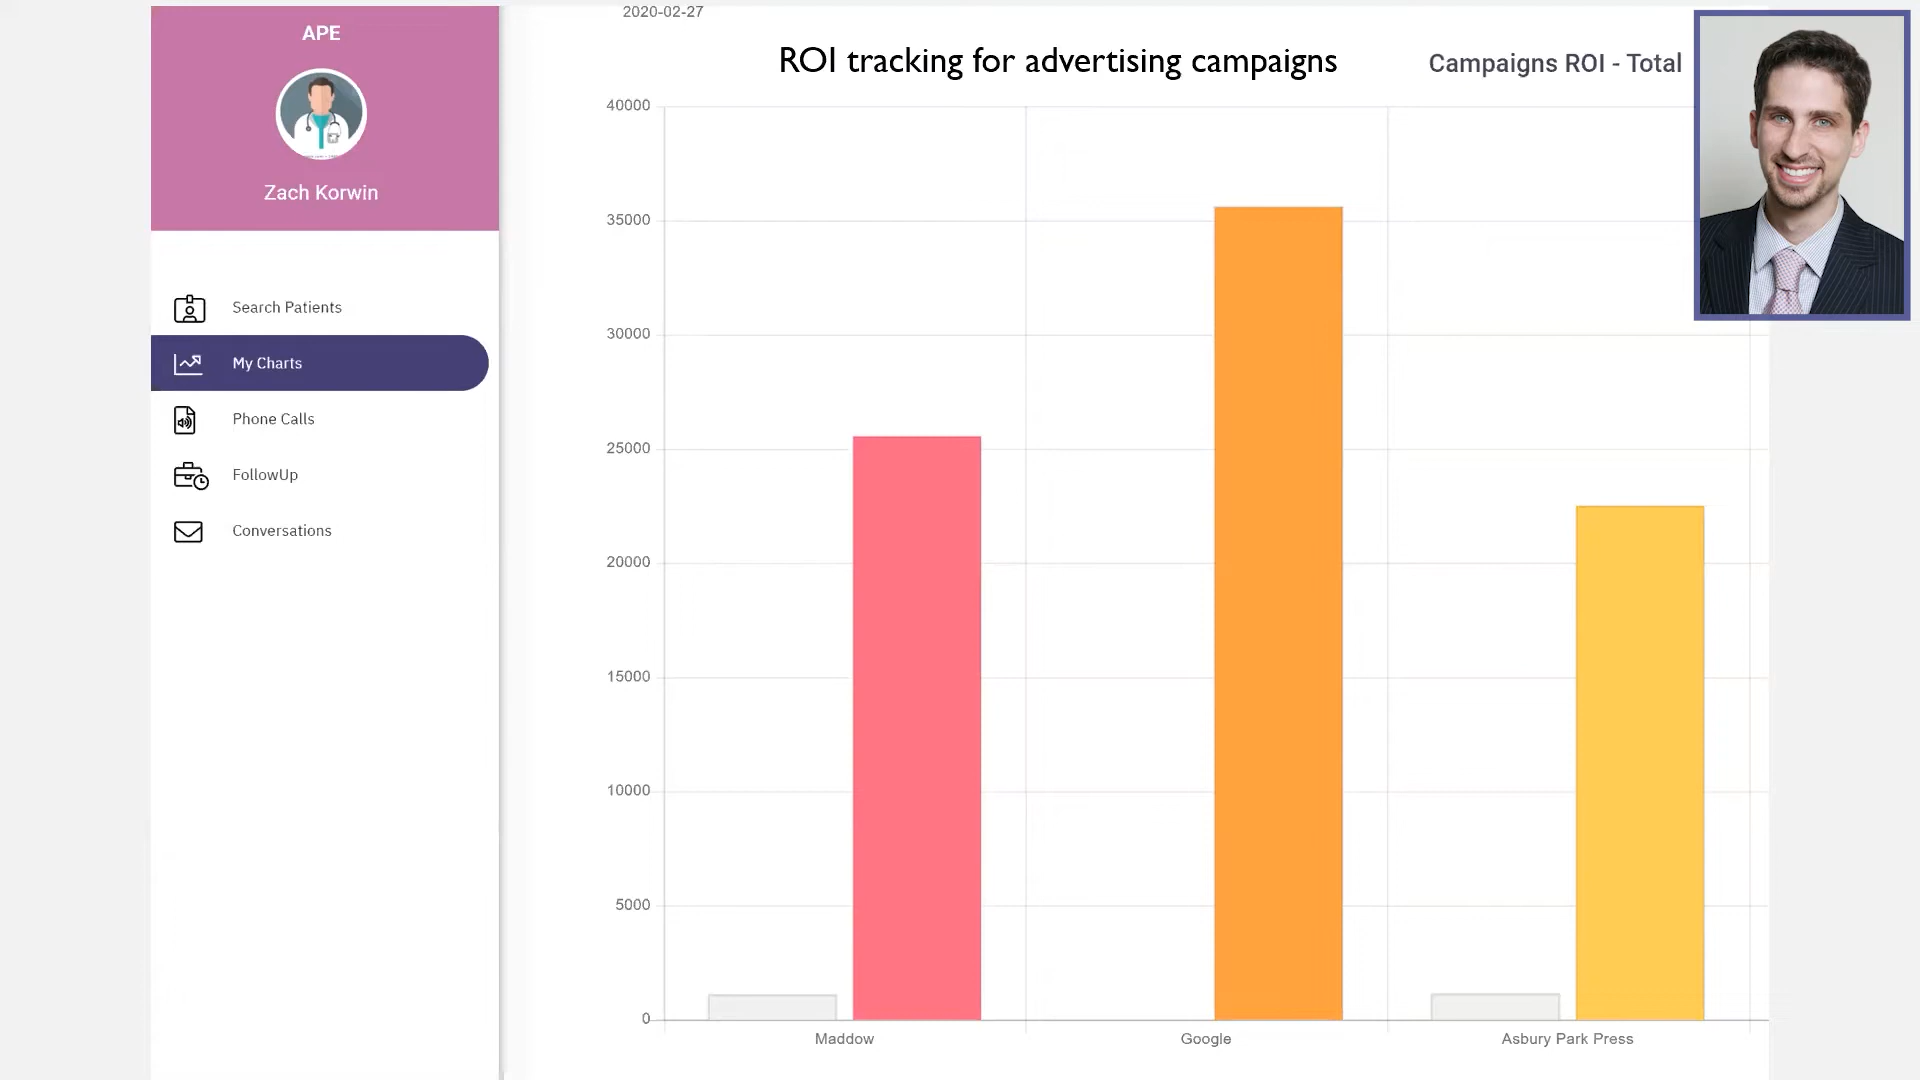 APE
Zach Korwin
Search Patients
My Charts
Phone Calls
FollowUp
Conversations
2020-02-27
ROI tracking for advertising campaigns
Campaigns ROI - Total
40000
35000
30000
25000
20000
15000
10000
5000
0
Maddow
Google
Asbury Park Press